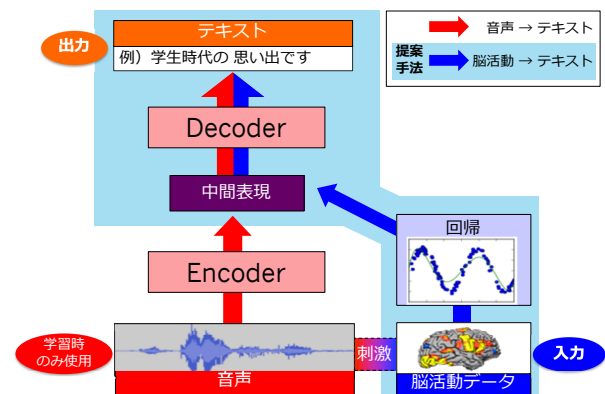 出力
テキスト
例）学生時代の 思い出です
音声 → テキスト
提案
手法
脳活動 → テキスト
Decoder
中間表現
回帰
Encoder
学習時
のみ使用
刺激
入力
音声
脳活動データ